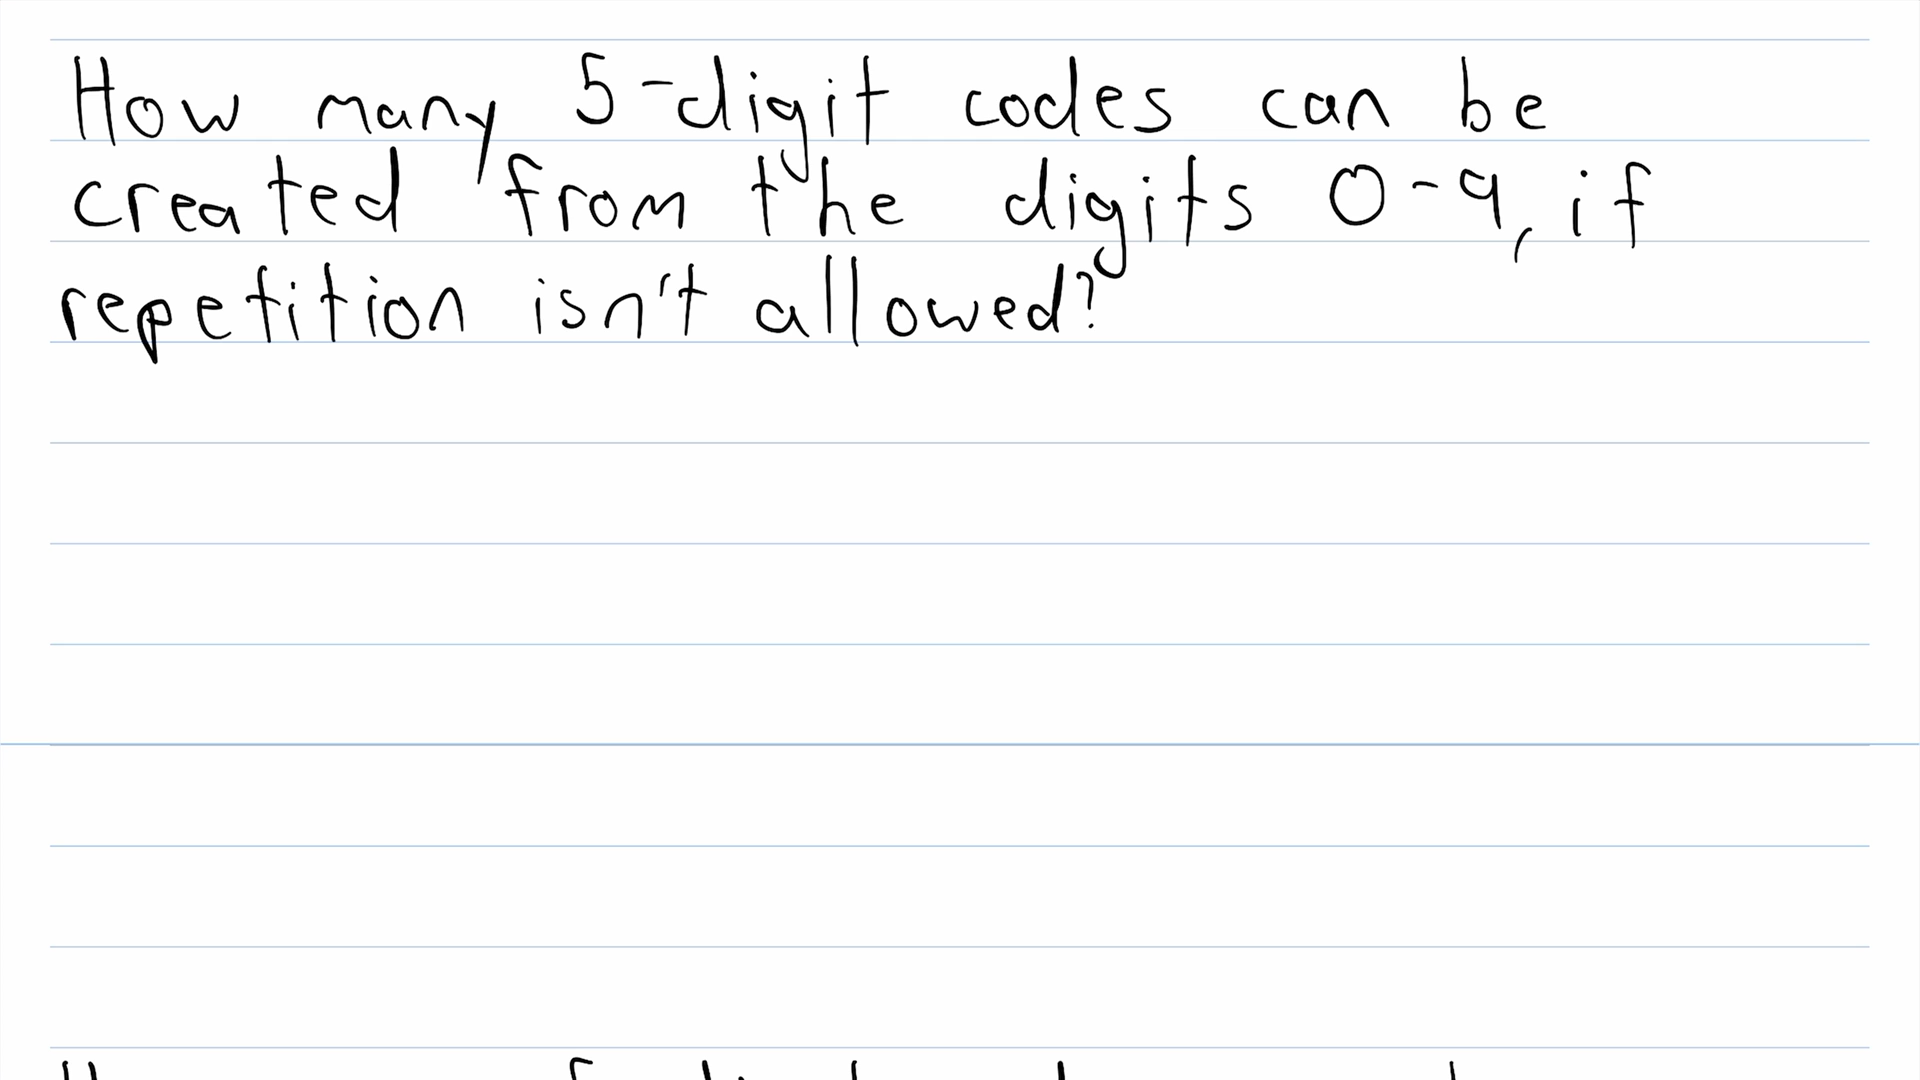 How many 5-digit codes can be
created from the digits 0-9, if
repetition isn't allowed?